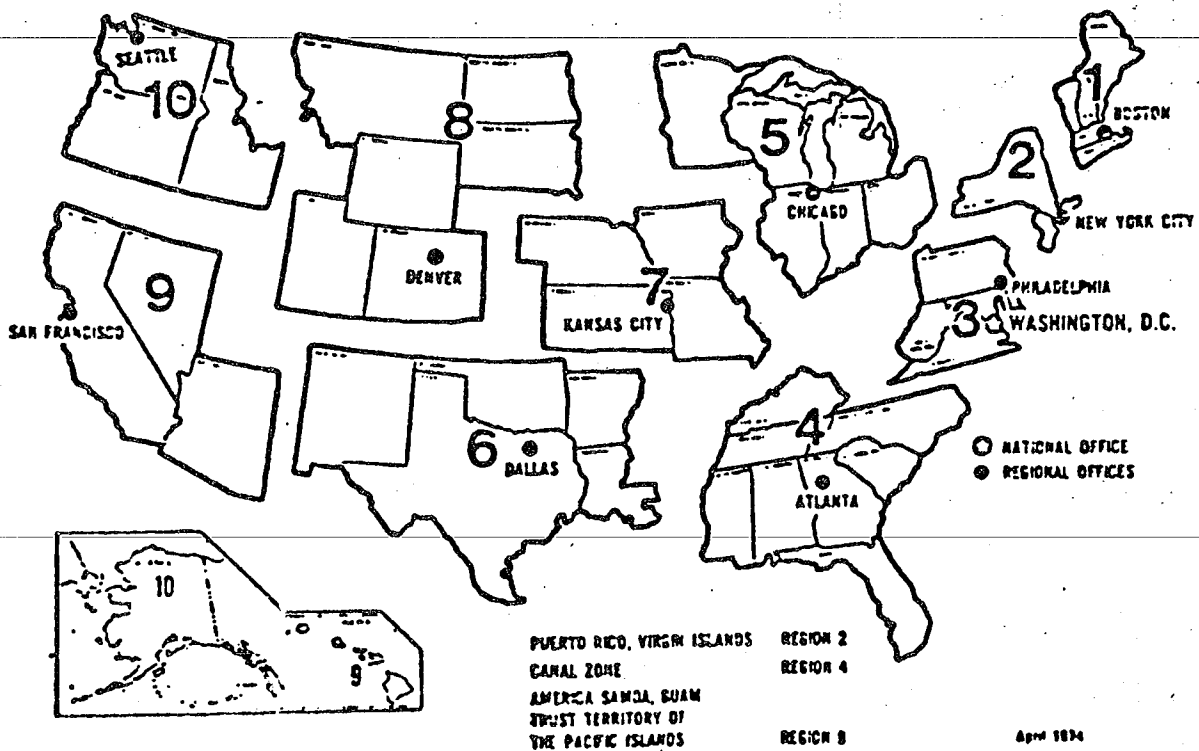 SEATTLE
10
8
5
1
BOSTON
2
NEW YORK CITY
CHICAGO
DENVER
9
SAN FRANCISCO
7
KANSAS CITY
PHILADELPHIA
3
WASHINGTON, D.C.
6
DALLAS
4
ATLANTA
NATIONAL OFFICE
REGIONAL OFFICES
10
9
PUERTO RICO, VIRGIN ISLANDS REGION 2
CANAL ZONE REGION 4
AMERICA SAMOA, GUAM
TRUST TERRITORY OF
THE PACIFIC ISLANDS REGION 9
April 1974